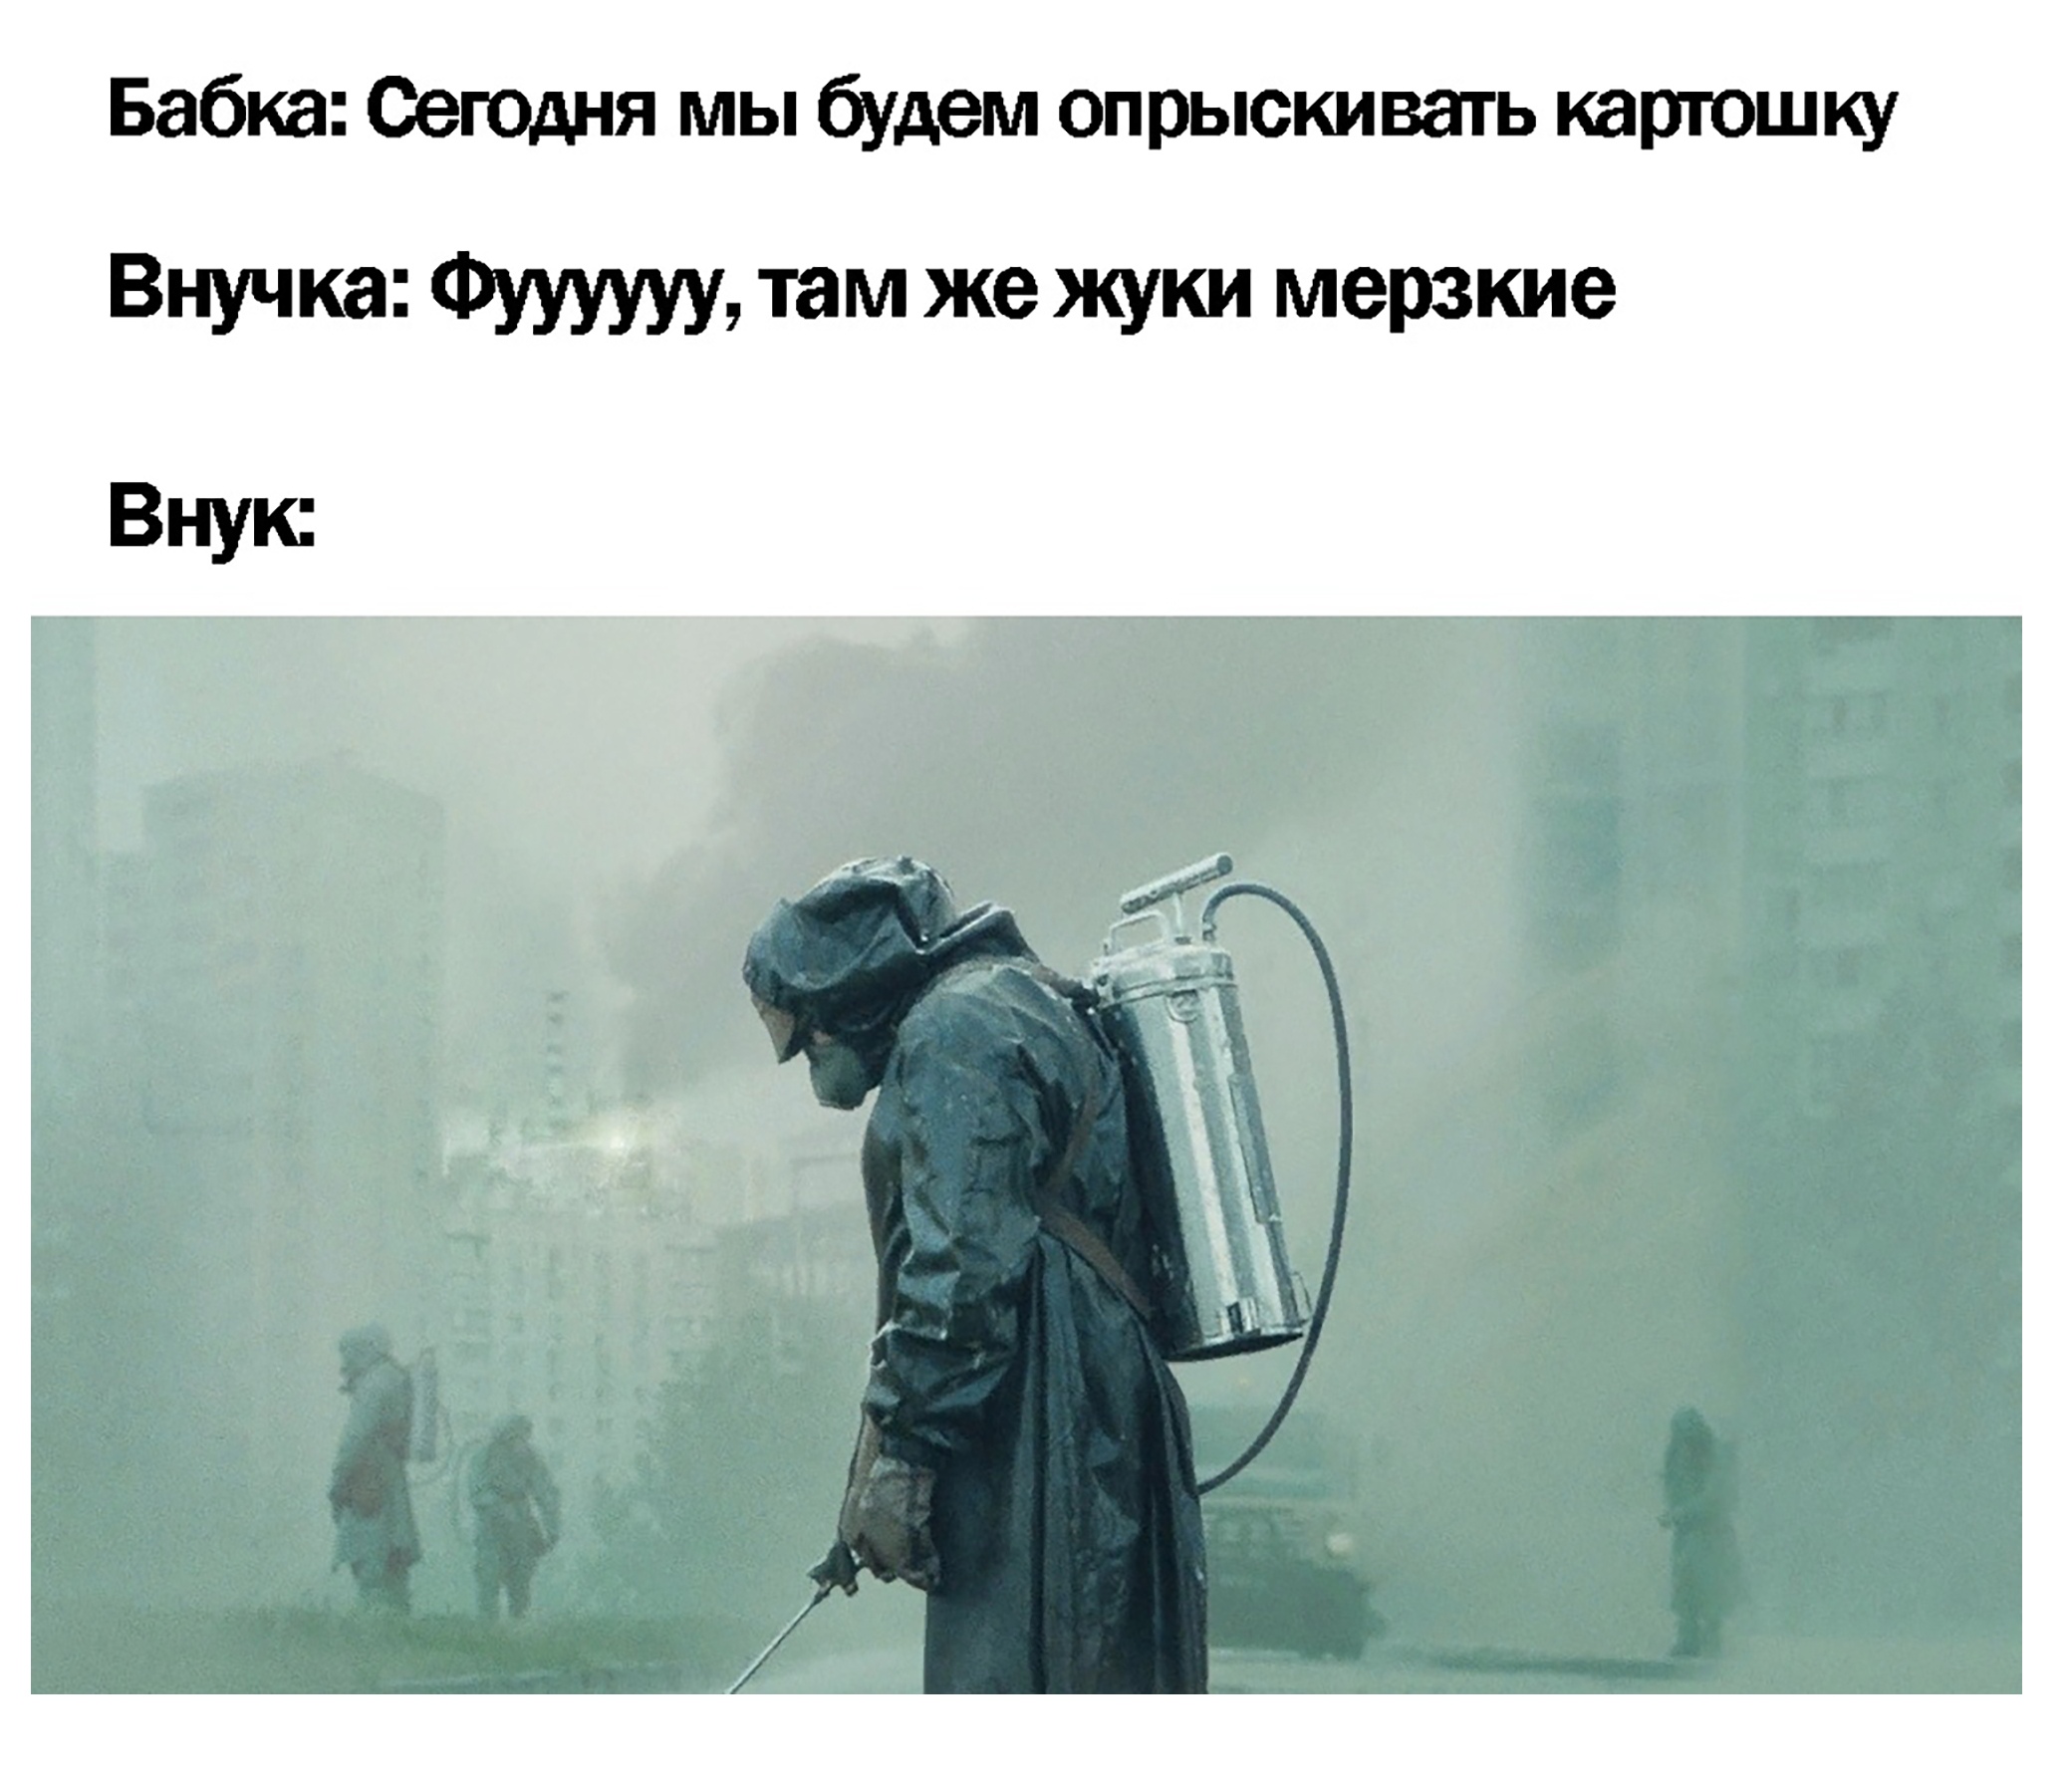 Бабка: Сегодня мы будем опрыскивать картошку
Внучка: Фуууууу, там же жуки мерзкие
Внук: